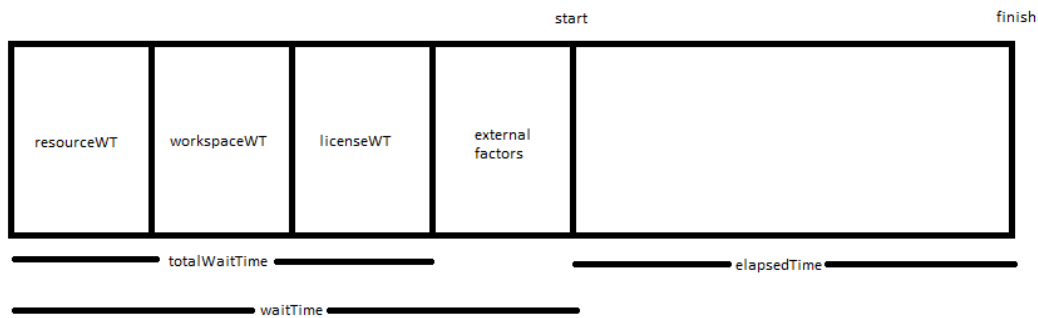 start
finish
resourceWT
workspaceWT
licenseWT
external
factors
totalWaitTime
elapsedTime
waitTime